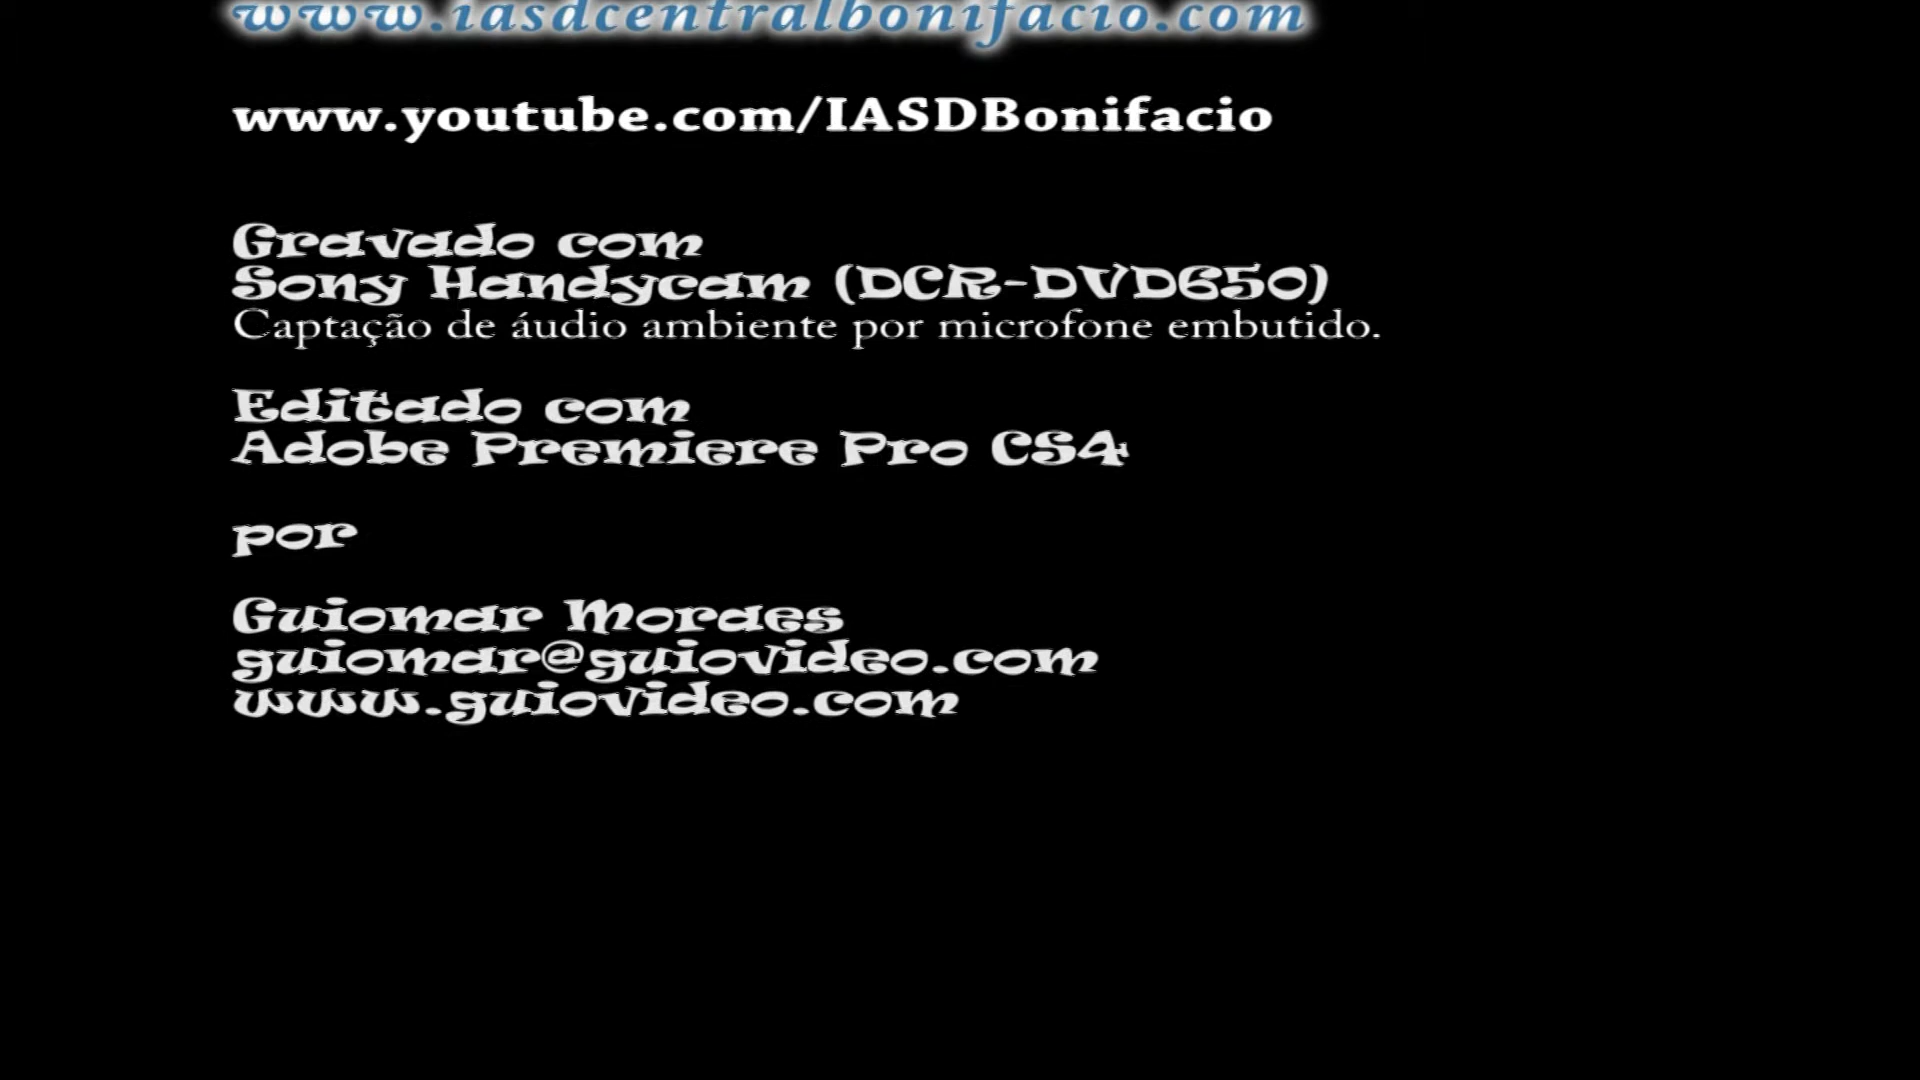 www.iasdcentralbonifacio.com
www.youtube.com/IASDBonifacio
Gravado com
Sony Handycam (DCR-DVD650)
Captação de áudio ambiente por microfone embutido.
Editado com
Adobe Premiere Pro CS4
por
Guiomar Moraes
guiomar@guiovideo.com
www.guiovideo.com